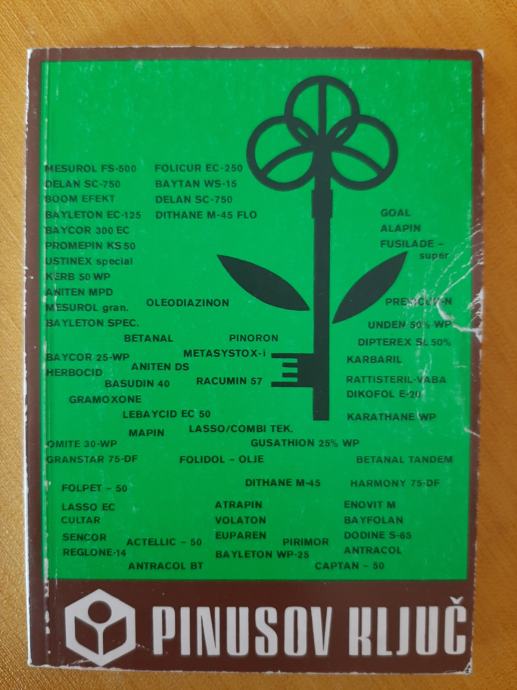 MESUROL FS-500 FOLICUR EC-250
DELAN SC-750 BAYTAN WS-15
BOOM EFEKT DELAN SC-750
BAYLETON EC-125 DITHANE M-45 FLO
BAYCOR 300 EC
PROMEPIN KS 50
USTINEX special
KERB 50 WP
ANITEN MPD
MESUROL gran.
BAYLETON SPEC.
OLEODIAZINON
GOAL
ALAPIN
FUSILADE –
super
PREVICUR-N
UNDEN 50% WP
DIPTEREX SL 50%
BETANAL PINORON
METASYSTOX-i
BAYCOR 25-WP
ANITEN DS
HERBOCID
BASUDIN 40 RACUMIN 57
GRAMOXONE
LEBAYCID EC 50
KARBARIL
RATTISTERIL-VABA
DIKOFOL E-20
KARATHANE WP
MAPIN LASSO/COMBI TEK.
OMITE 30-WP GUSATHION 25% WP
GRANSTAR 75-DF FOLIDOL – OLJE BETANAL TANDEM
FOLPET – 50 DITHANE M-45 HARMONY 75-DF
LASSO EC ATRAPIN ENOVIT M
CULTAR VOLATON BAYFOLAN
SENCOR ACTELLIC – 50 EUPAREN PIRIMOR DODINE S-65
REGLONE-14 BAYLETON WP-25 ANTRACOL
ANTRACOL BT CAPTAN – 50
PINUSOV KLJUČ